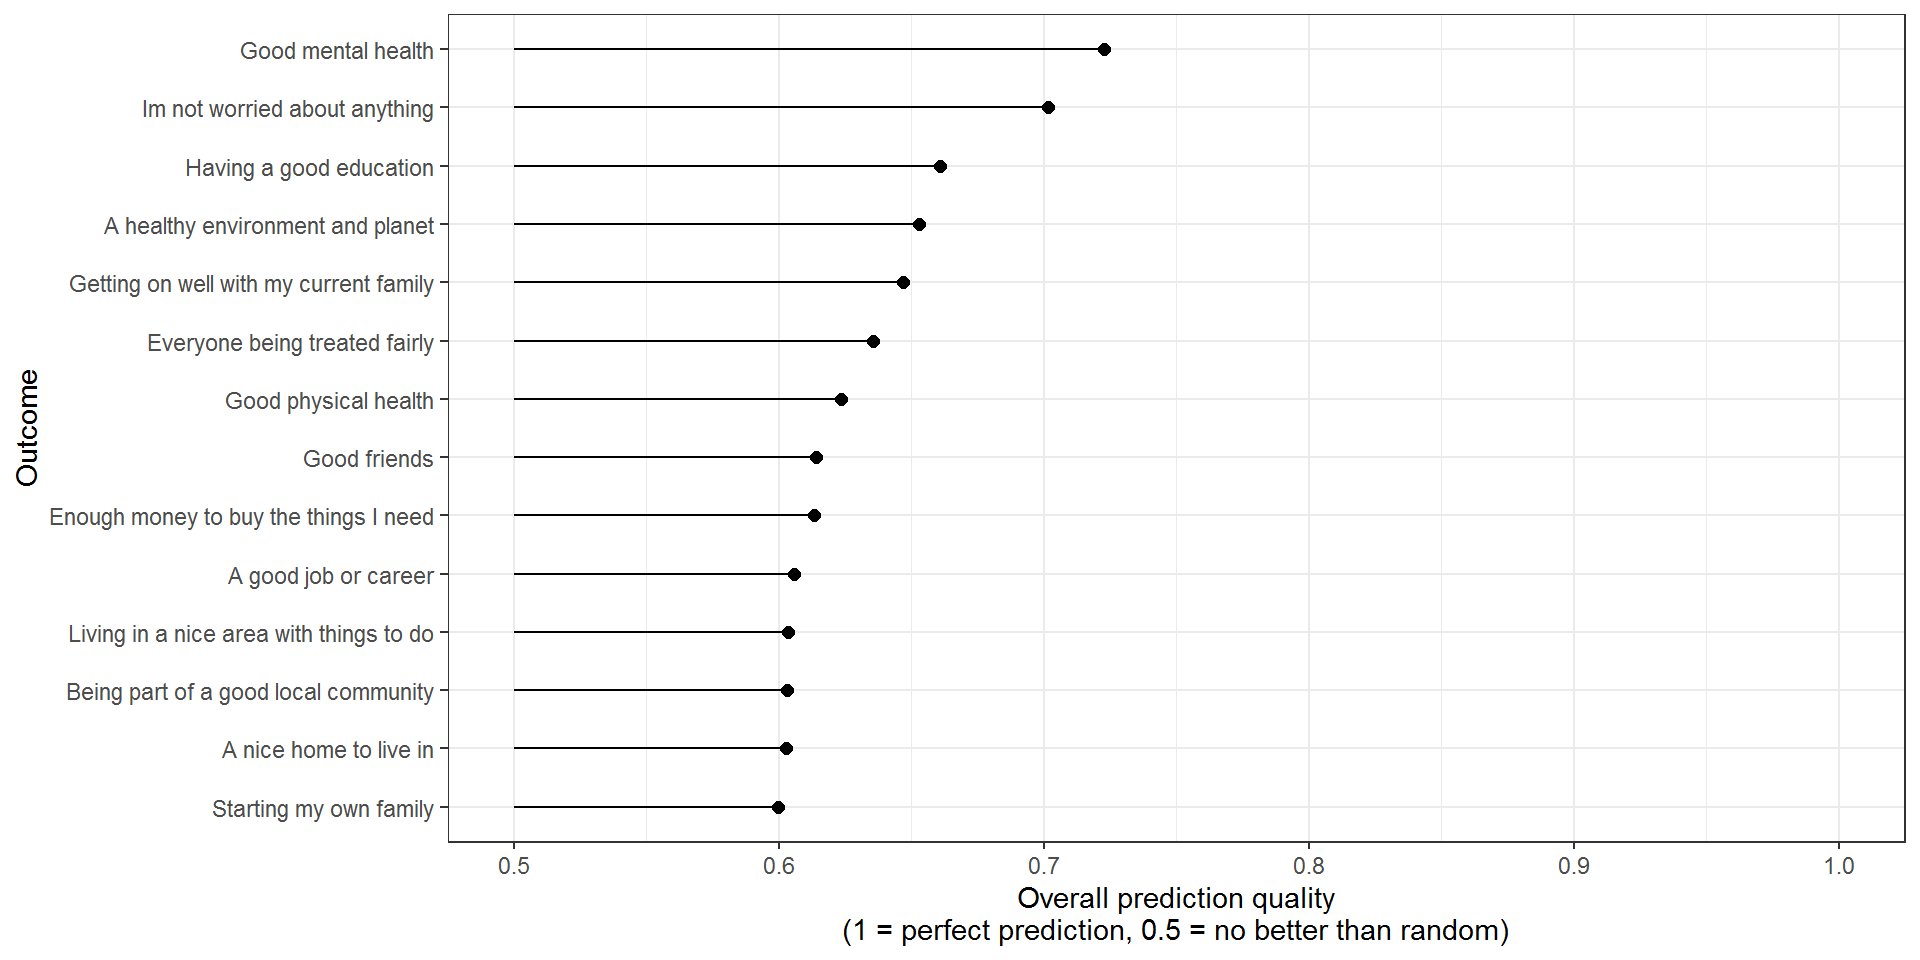 Good mental health
Im not worried about anything
Having a good education
A healthy environment and planet
Getting on well with my current family
Everyone being treated fairly
Good physical health
Good friends
Enough money to buy the things I need
A good job or career
Living in a nice area with things to do
Being part of a good local community
A nice home to live in
Starting my own family
Outcome
0.5 0.6 0.7 0.8 0.9 1.0
Overall prediction quality
(1 = perfect prediction, 0.5 = no better than random)